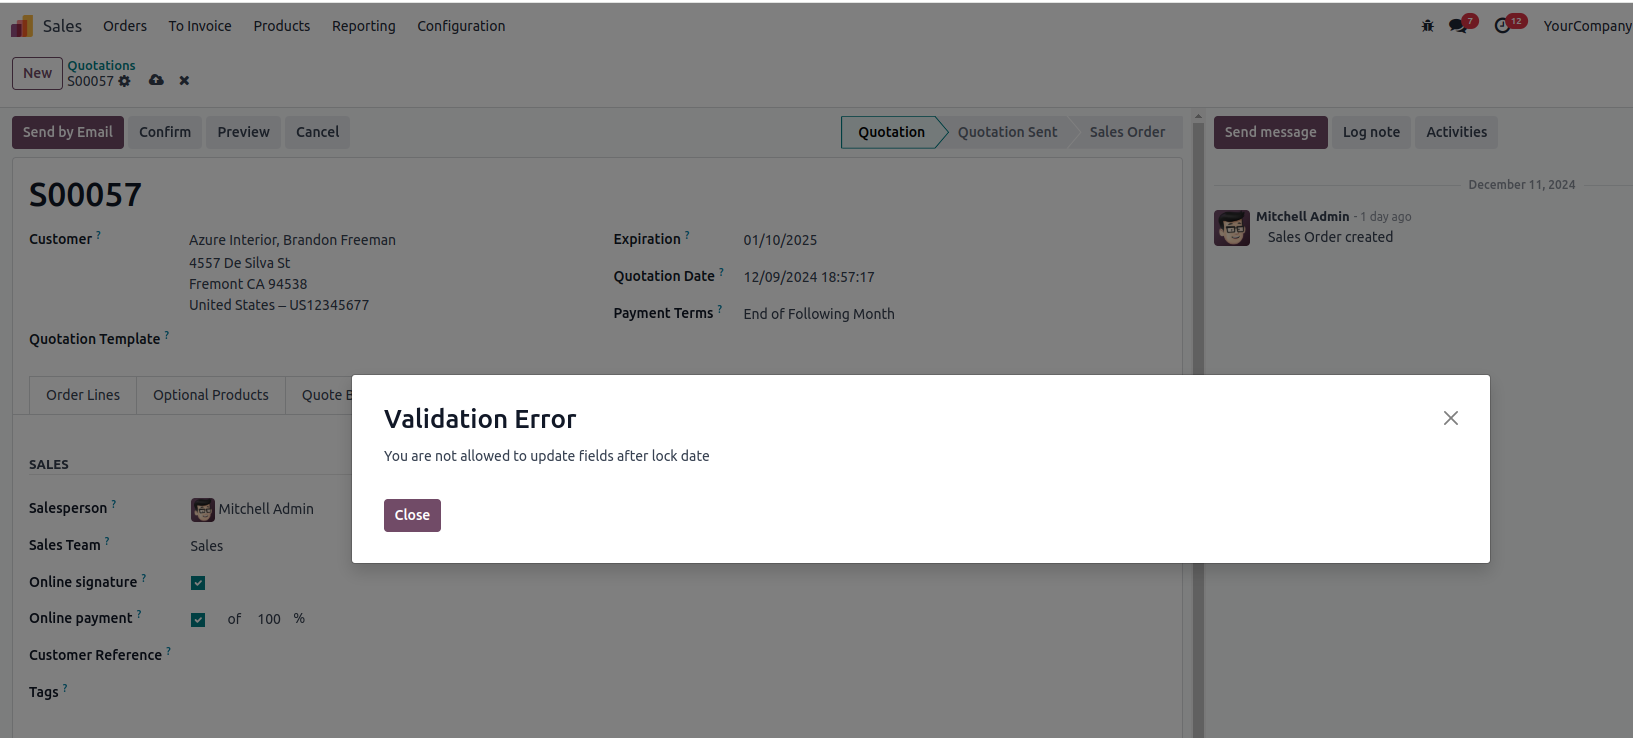 Sales Orders To Invoice Products Reporting Configuration 7 12 YourCompany
New Quotations
S00057
Send by Email Confirm Preview Cancel Quotation Quotation Sent Sales Order Send message Log note Activities
S00057
December 11, 2024
Mitchell Admin - 1 day ago
Sales Order created
Customer ? Azure Interior, Brandon Freeman Expiration ? 01/10/2025
4557 De Silva St
Fremont CA 94538 Quotation Date ? 12/09/2024 18:57:17
United States – US12345677 Payment Terms ? End of Following Month
Quotation Template ?
Order Lines Optional Products Quote B
Validation Error
You are not allowed to update fields after lock date
Close
SALES
Salesperson ? Mitchell Admin
Sales Team ? Sales
Online signature ?
Online payment ? of 100 %
Customer Reference ?
Tags ?